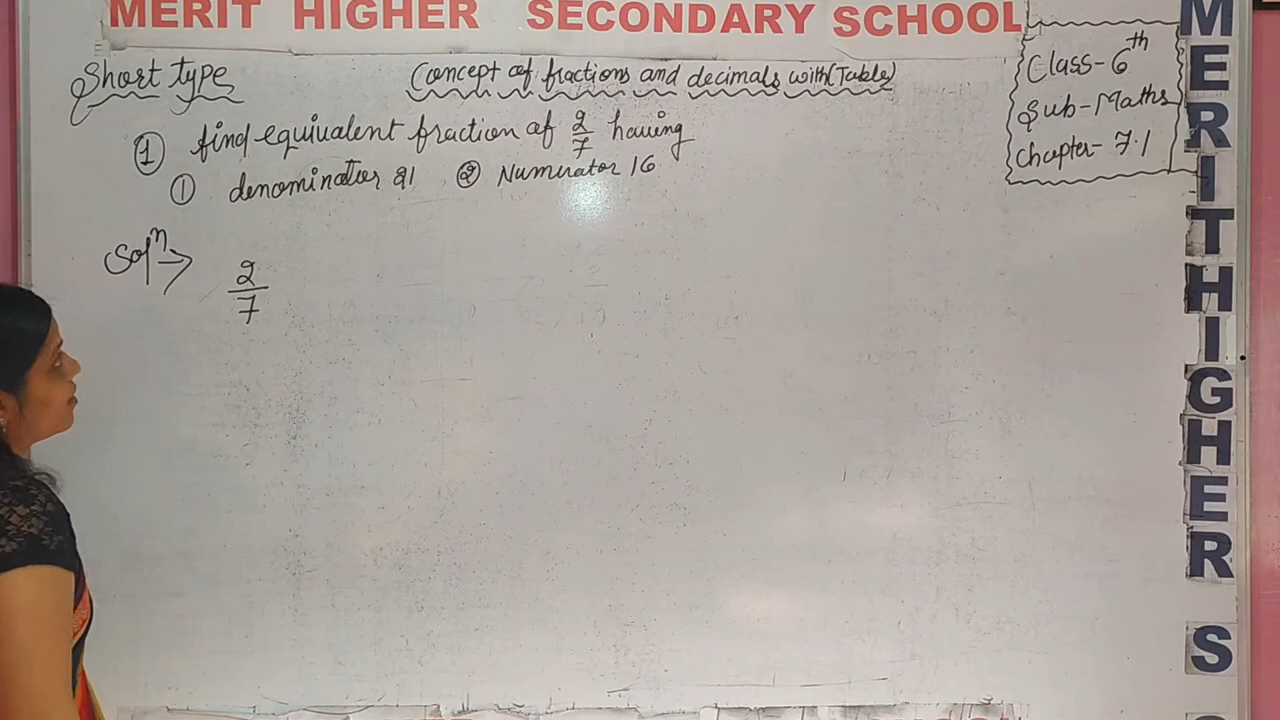 MERIT HIGHER SECONDARY SCHOOL
Short type
Concept of fractions and decimals with(Table)
Class-6th
Sub-Maths
Chapter-7.1
① find equivalent fraction of 2/7 having
① denominator 21 ② Numerator 16
Solⁿ→
2/7
MERIT HIGHER S